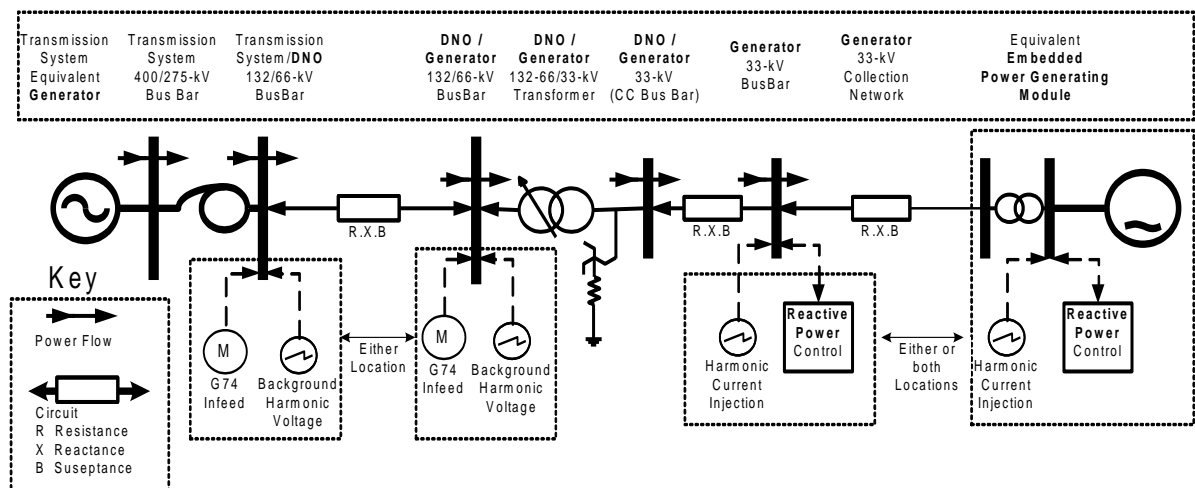 Transmission
System
Equivalent
Generator
Transmission
System
400/275-kV
Bus Bar
Transmission
System/DNO
132/66-kV
BusBar
DNO /
Generator
132/66-kV
BusBar
DNO /
Generator
132-66/33-kV
Transformer
DNO /
Generator
33-kV
(CC Bus Bar)
Generator
33-kV
BusBar
Generator
33-kV
Collection
Network
Equivalent
Embedded
Power Generating
Module
R.X.B
R.X.B
R.X.B
Key
Power Flow
Circuit
R Resistance
X Reactance
B Suseptance
M
G74
Infeed
Background
Harmonic
Voltage
Either
Location
M
G74
Infeed
Background
Harmonic
Voltage
Harmonic
Current
Injection
Reactive
Power
Control
Either or
both
Locations
Harmonic
Current
Injection
Reactive
Power
Control